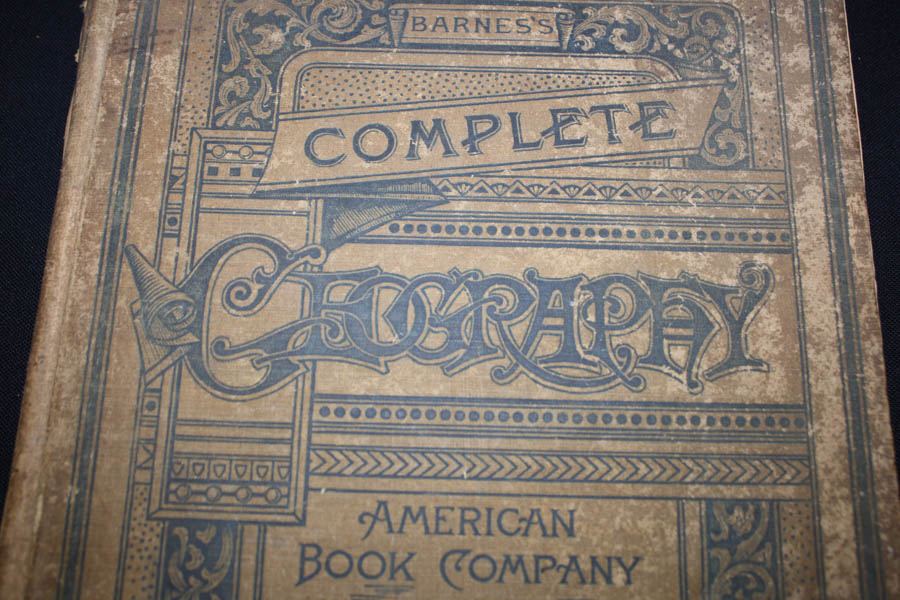 BARNES'S
COMPLETE
GEOGRAPHY
AMERICAN
BOOK COMPANY